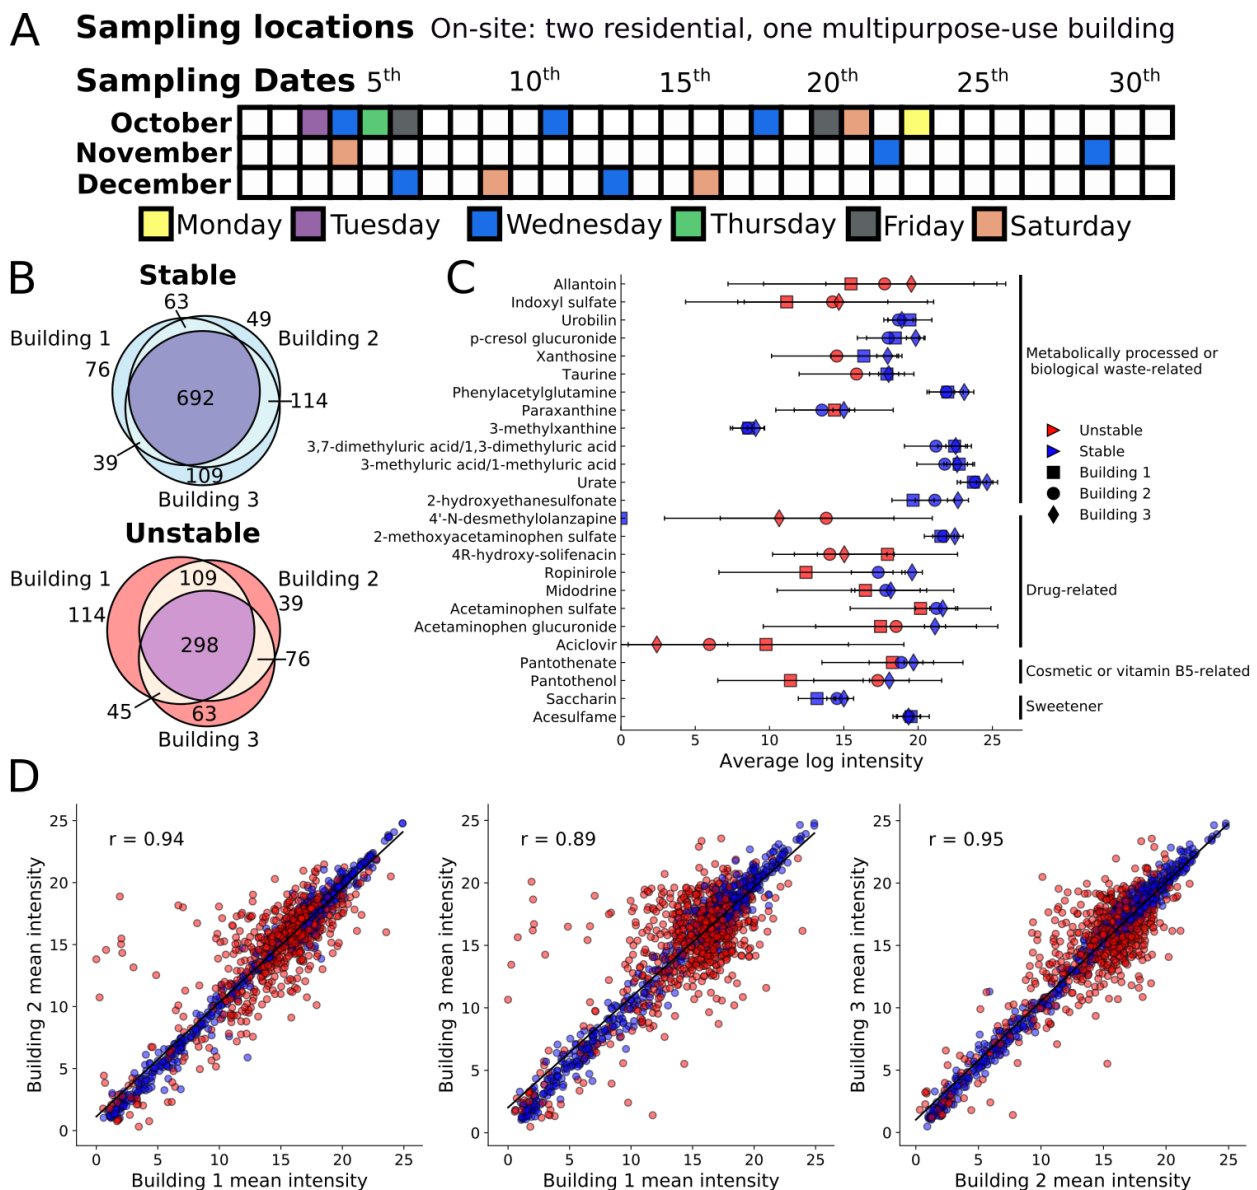 A
Sampling locations On-site: two residential, one multipurpose-use building
Sampling Dates 5th 10th 15th 20th 25th 30th
October
November
December
Monday Tuesday Wednesday Thursday Friday Saturday
B
Stable
63
49
Building 1
Building 2
76
692
114
39
109
Building 3
Unstable
Building 1
109
Building 2
114
39
298
76
45
63
Building 3
C
Allantoin
Indoxyl sulfate
Urobilin
p-cresol glucuronide
Xanthosine
Taurine
Phenylacetylglutamine
Paraxanthine
3-methylxanthine
3,7-dimethyluric acid/1,3-dimethyluric acid
3-methyluric acid/1-methyluric acid
Urate
2-hydroxyethanesulfonate
4'-N-desmethylolanzapine
2-methoxyacetaminophen sulfate
4R-hydroxy-solifenacin
Ropinirole
Midodrine
Acetaminophen sulfate
Acetaminophen glucuronide
Aciclovir
Pantothenate
Pantothenol
Saccharin
Acesulfame
0 5 10 15 20 25
Average log intensity
Metabolically processed or
biological waste-related
Unstable
Stable
Building 1
Building 2
Building 3
Drug-related
Cosmetic or vitamin B5-related
Sweetener
D
r = 0.94
25
20
15
10
5
0
Building 2 mean intensity
0 5 10 15 20 25
Building 1 mean intensity
r = 0.89
25
20
15
10
5
0
Building 3 mean intensity
0 5 10 15 20 25
Building 1 mean intensity
r = 0.95
25
20
15
10
5
0
Building 3 mean intensity
0 5 10 15 20 25
Building 2 mean intensity